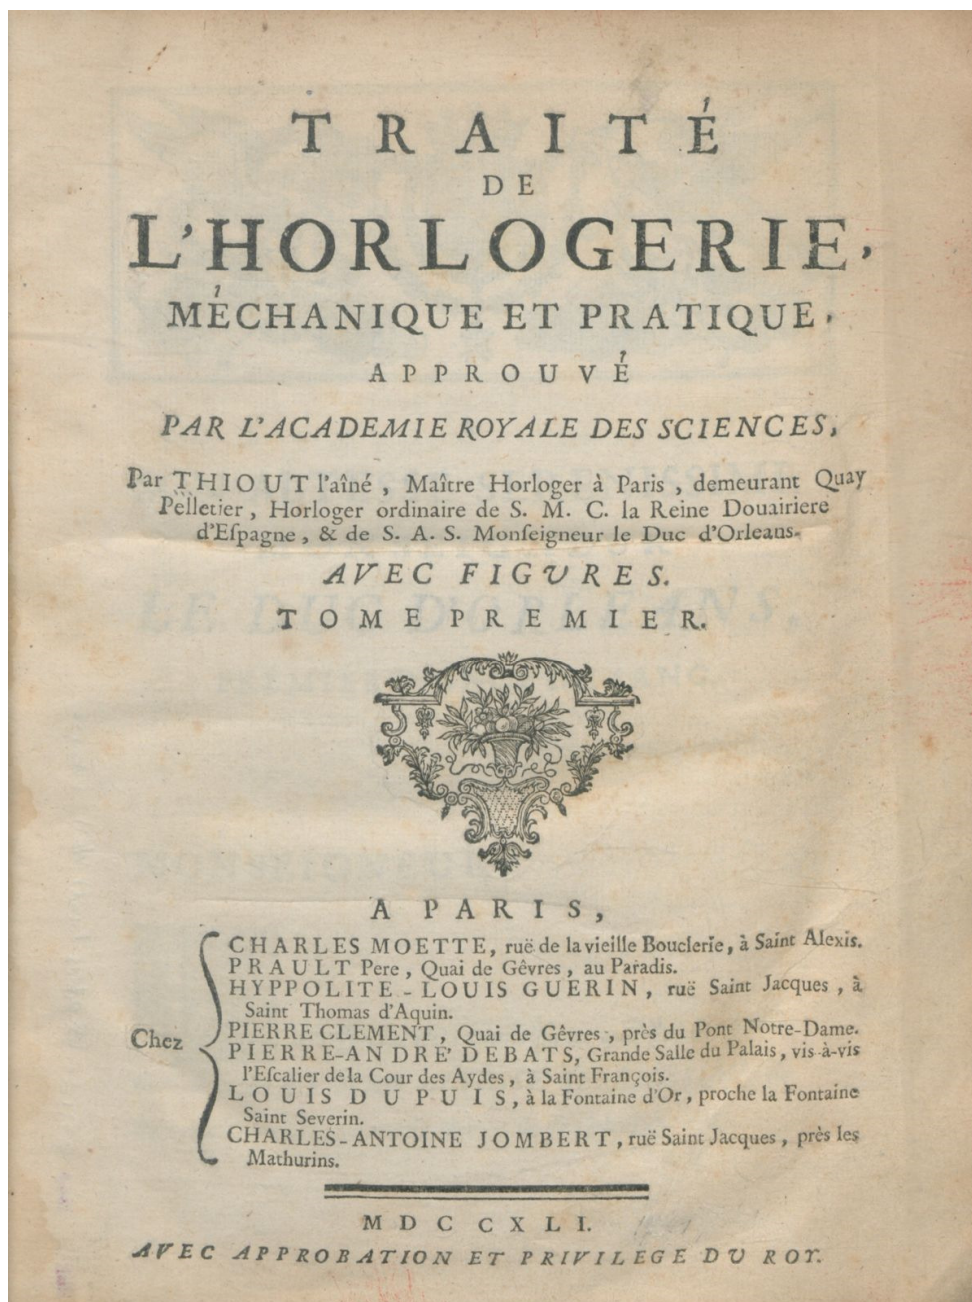 TRAITÉ
DE
L'HORLOGERIE,
MÉCHANIQUE ET PRATIQUE,
APPROUVÉ
PAR L'ACADEMIE ROYALE DES SCIENCES,
Par THIOUT l'aîné, Maître Horloger à Paris, demeurant Quay
Pelletier, Horloger ordinaire de S. M. C. la Reine Douairiere
d'Eſpagne, & de S. A. S. Monſeigneur le Duc d'Orleans.
AVEC FIGURES.
TOME PREMIER.
A PARIS,
Chez
CHARLES MOETTE, ruë de la vieille Bouclerie, à Saint Alexis.
PRAULT Pere, Quai de Gêvres, au Paradis.
HYPPOLITE-LOUIS GUERIN, ruë Saint Jacques, à
Saint Thomas d'Aquin.
PIERRE CLEMENT, Quai de Gêvres, près du Pont Notre-Dame.
PIERRE-ANDRE' DEBATS, Grande Salle du Palais, vis-à-vis
l'Eſcalier de la Cour des Aydes, à Saint François.
LOUIS DUPUIS, à la Fontaine d'Or, proche la Fontaine
Saint Severin.
CHARLES-ANTOINE JOMBERT, ruë Saint Jacques, près les
Mathurins.
MDCCXLI.
AVEC APPROBATION ET PRIVILEGE DU ROY.